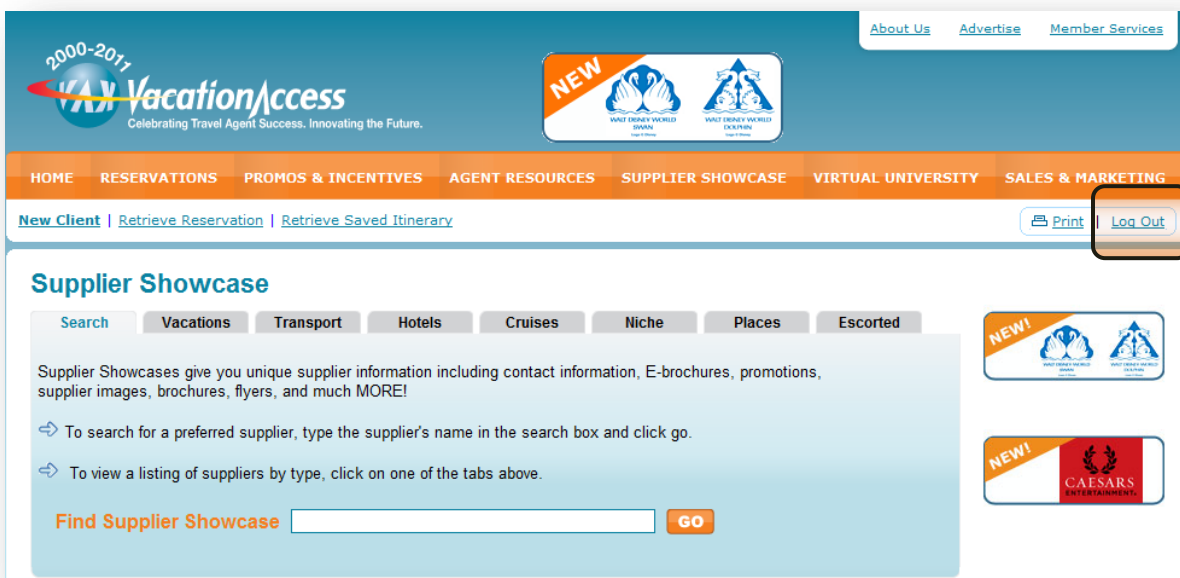 About Us Advertise Member Services
2000-2011
VAX VacationAccess
Celebrating Travel Agent Success. Innovating the Future.
NEW
WALT DISNEY WORLD SWAN
WALT DISNEY WORLD DOLPHIN
HOME RESERVATIONS PROMOS & INCENTIVES AGENT RESOURCES SUPPLIER SHOWCASE VIRTUAL UNIVERSITY SALES & MARKETING
New Client | Retrieve Reservation | Retrieve Saved Itinerary
Print | Log Out
Supplier Showcase
Search Vacations Transport Hotels Cruises Niche Places Escorted
Supplier Showcases give you unique supplier information including contact information, E-brochures, promotions,
supplier images, brochures, flyers, and much MORE!
To search for a preferred supplier, type the supplier's name in the search box and click go.
To view a listing of suppliers by type, click on one of the tabs above.
Find Supplier Showcase GO
NEW!
WALT DISNEY WORLD SWAN
WALT DISNEY WORLD DOLPHIN
NEW!
CAESARS
ENTERTAINMENT